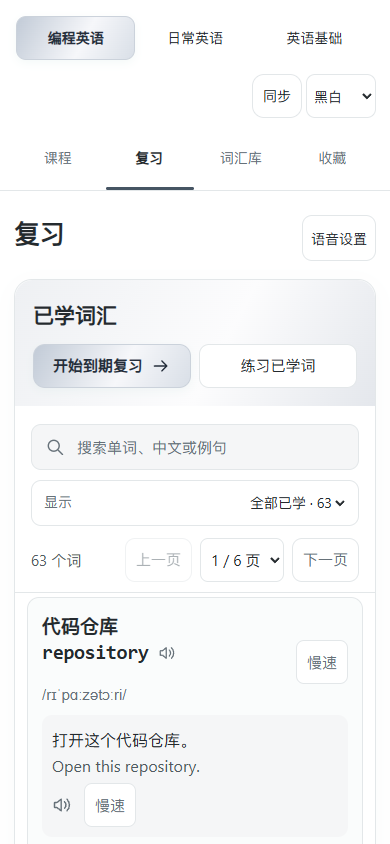 编程英语 日常英语 英语基础
同步 黑白
课程 复习 词汇库 收藏
复习 语音设置
已学词汇
开始到期复习 → 练习已学词
搜索单词、中文或例句
显示 全部已学 · 63
63 个词 上一页 1 / 6 页 下一页
代码仓库
repository
慢速
/rɪˈpɑːzətɔːri/
打开这个代码仓库。
Open this repository.
慢速